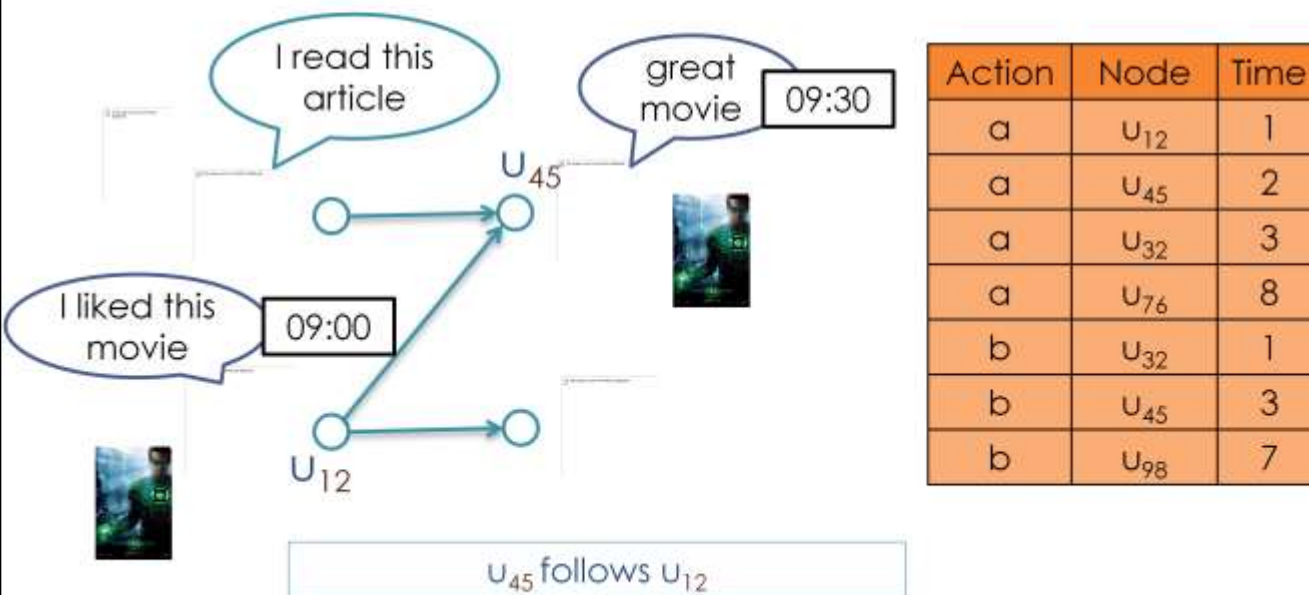 I read this
article
great
movie
09:30
U₄₅
I liked this
movie
09:00
U₁₂
u₄₅ follows u₁₂
Action Node Time
a u₁₂ 1
a u₄₅ 2
a u₃₂ 3
a u₇₆ 8
b u₃₂ 1
b u₄₅ 3
b u₉₈ 7